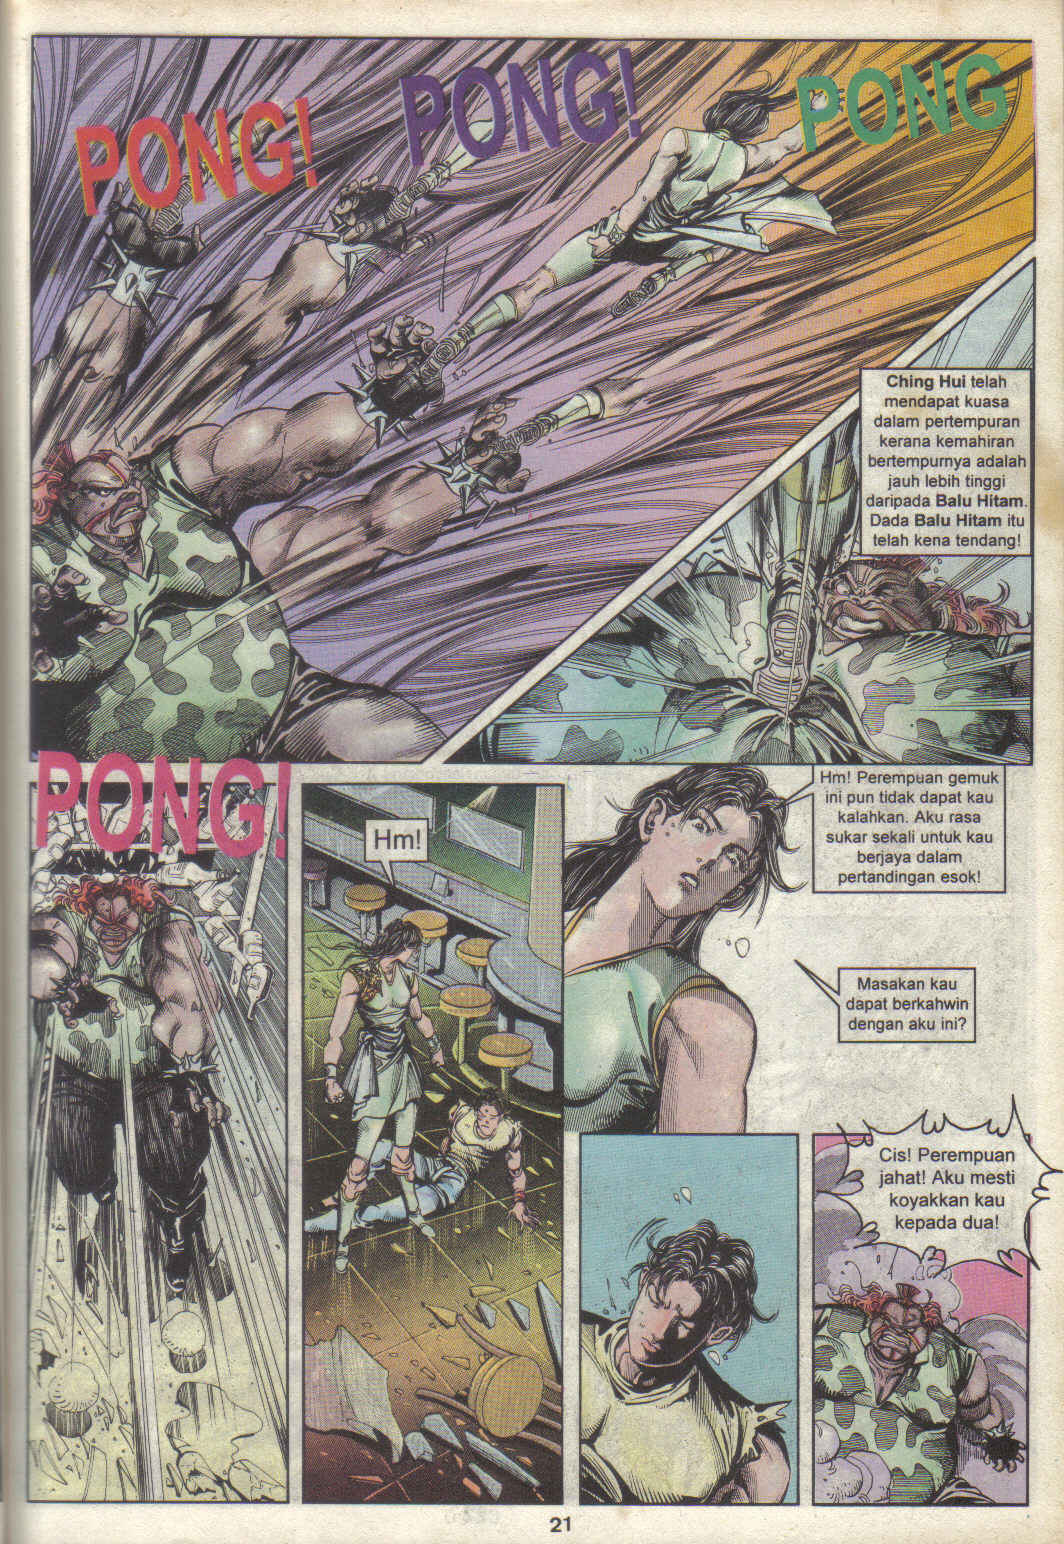 PONG!
PONG!
PONG
Ching Hui telah
mendapat kuasa
dalam pertempuran
kerana kemahiran
bertempurnya adalah
jauh lebih tinggi
daripada Balu Hitam.
Dada Balu Hitam itu
telah kena tendang!
PONG!
Hm!
Hm! Perempuan gemuk
ini pun tidak dapat kau
kalahkan. Aku rasa
sukar sekali untuk kau
berjaya dalam
pertandingan esok!
Masakan kau
dapat berkahwin
dengan aku ini?
Cis! Perempuan
jahat! Aku mesti
koyakkan kau
kepada dua!
21